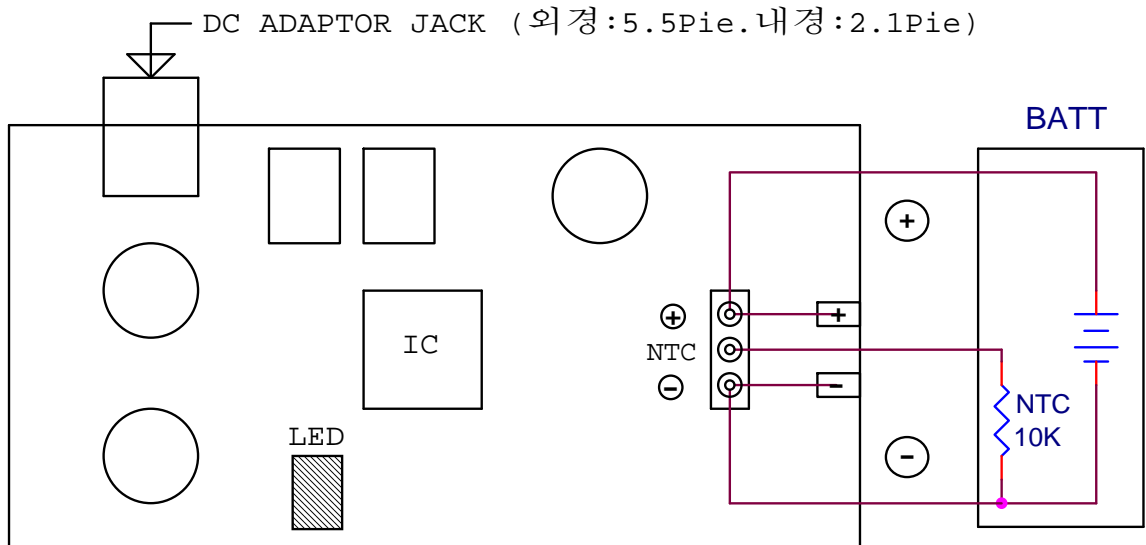 DC ADAPTOR JACK (외경:5.5Pie.내경:2.1Pie)
BATT
+
+
+
IC
NTC
-
-
NTC
10K
LED
-